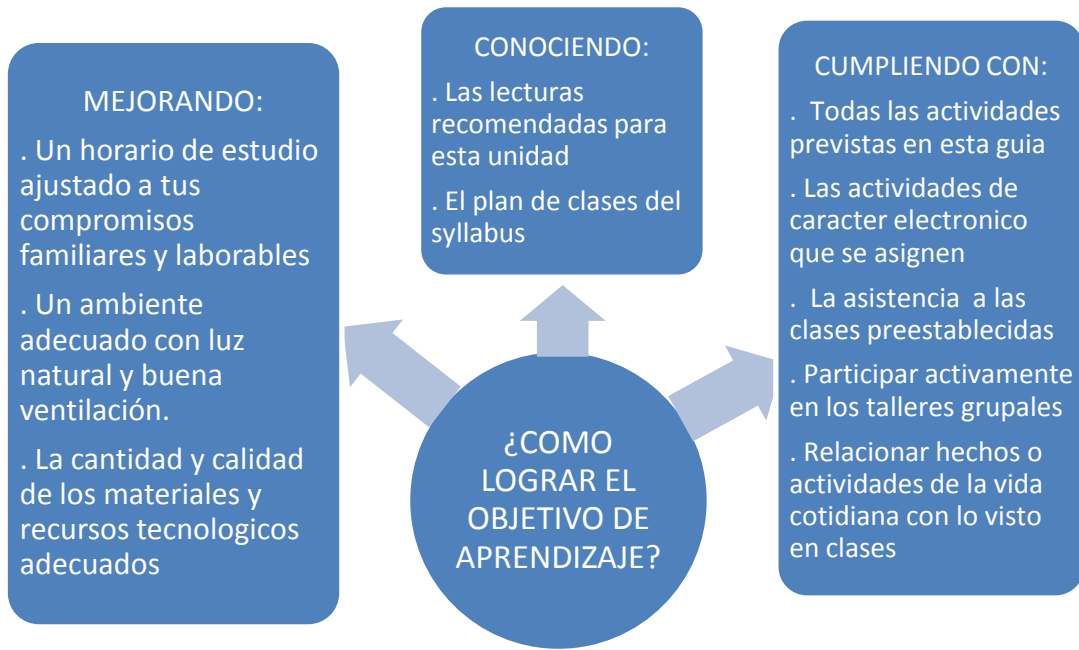 MEJORANDO:
. Un horario de estudio
ajustado a tus
compromisos
familiares y laborables
. Un ambiente
adecuado con luz
natural y buena
ventilación.
. La cantidad y calidad
de los materiales y
recursos tecnologicos
adecuados
CONOCIENDO:
. Las lecturas
recomendadas para
esta unidad
. El plan de clases del
syllabus
CUMPLIENDO CON:
.  Todas las actividades
previstas en esta guia
. Las actividades de
caracter electronico
que se asignen
.  La asistencia  a las
clases preestablecidas
. Participar activamente
en los talleres grupales
. Relacionar hechos o
actividades de la vida
cotidiana con lo visto
en clases
¿COMO
LOGRAR EL
OBJETIVO DE
APRENDIZAJE?